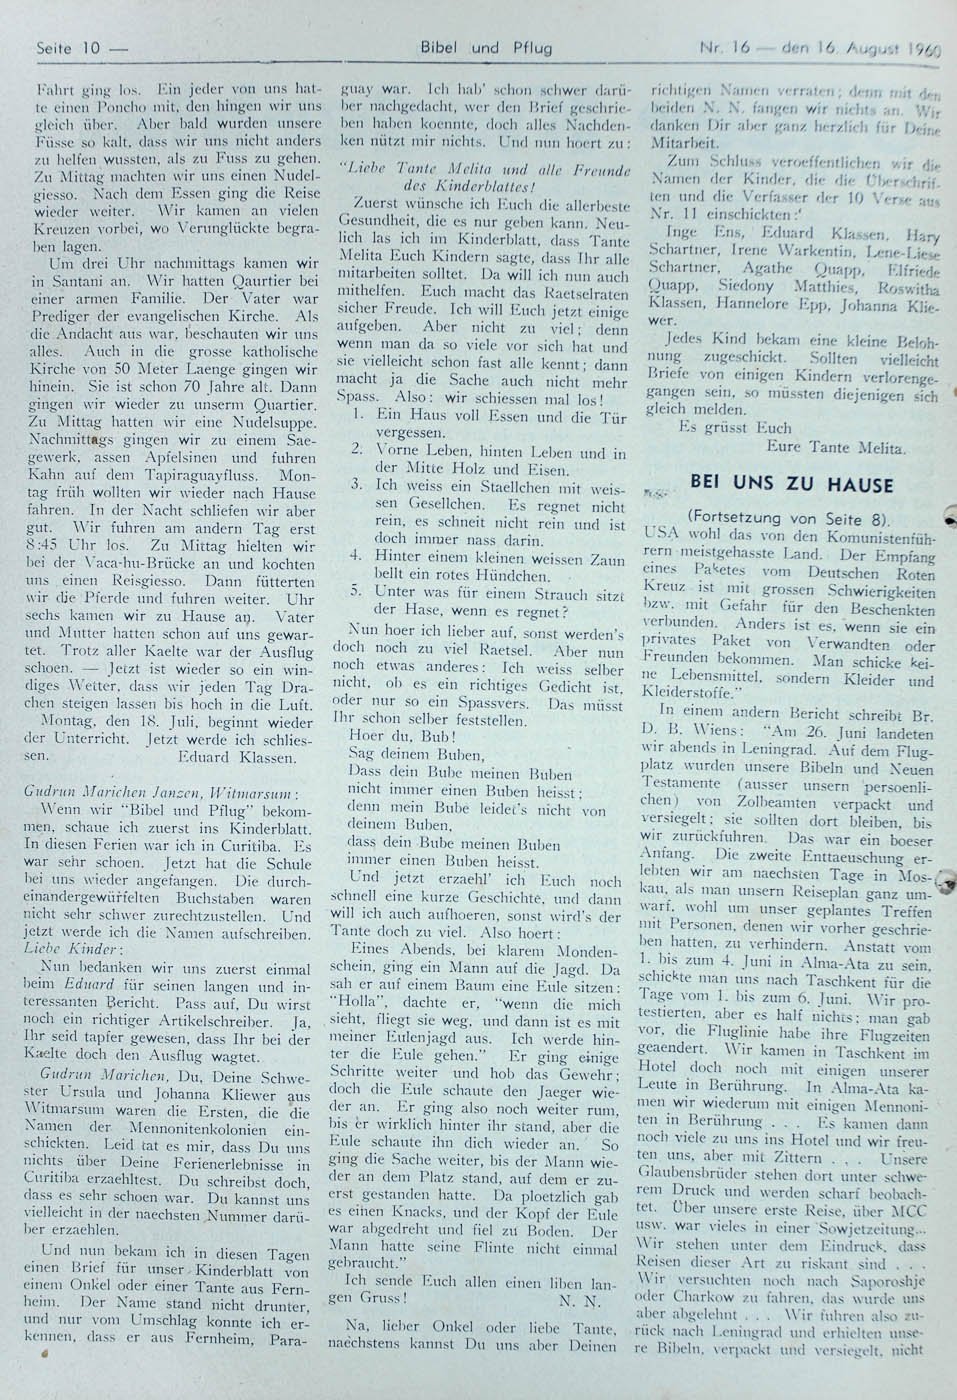 Seite 10 — Bibel und Pflug Nr. 16 — den 16. August 1960
Fahrt ging los. Ein jeder von uns hat-
te einen Poncho mit, den hingen wir uns
gleich über. Aber bald wurden unsere
Füsse so kalt, dass wir uns nicht anders
zu helfen wussten, als zu Fuss zu gehen.
Zu Mittag machten wir uns einen Nudel-
giesso. Nach dem Essen ging die Reise
wieder weiter. Wir kamen an vielen
Kreuzen vorbei, wo Verunglückte begra-
ben lagen.
Um drei Uhr nachmittags kamen wir
in Santani an. Wir hatten Qaurtier bei
einer armen Familie. Der Vater war
Prediger der evangelischen Kirche. Als
die Andacht aus war, beschauten wir uns
alles. Auch in die grosse katholische
Kirche von 50 Meter Laenge gingen wir
hinein. Sie ist schon 70 Jahre alt. Dann
gingen wir wieder zu unserm Quartier.
Zu Mittag hatten wir eine Nudelsuppe.
Nachmittags gingen wir zu einem Sae-
gewerk, assen Apfelsinen und fuhren
Kahn auf dem Tapiraguayfluss. Mon-
tag früh wollten wir wieder nach Hause
fahren. In der Nacht schliefen wir aber
gut. Wir fuhren am andern Tag erst
8:45 Uhr los. Zu Mittag hielten wir
bei der Vaca-hu-Brücke an und kochten
uns einen Reisgiesso. Dann fütterten
wir die Pferde und fuhren weiter. Uhr
sechs kamen wir zu Hause an. Vater
und Mutter hatten schon auf uns gewar-
tet. Trotz aller Kaelte war der Ausflug
schoen. — Jetzt ist wieder so ein win-
diges Wetter, dass wir jeden Tag Dra-
chen steigen lassen bis hoch in die Luft.
Montag, den 18. Juli, beginnt wieder
der Unterricht. Jetzt werde ich schlies-
sen. Eduard Klassen.
Gudrun Marichen Janzen, Witmarsum:
Wenn wir "Bibel und Pflug" bekom-
men, schaue ich zuerst ins Kinderblatt.
In diesen Ferien war ich in Curitiba. Es
war sehr schoen. Jetzt hat die Schule
bei uns wieder angefangen. Die durch-
einandergewürfelten Buchstaben waren
nicht sehr schwer zurechtzustellen. Und
jetzt werde ich die Namen aufschreiben.
Liebe Kinder:
Nun bedanken wir uns zuerst einmal
beim Eduard für seinen langen und in-
teressanten Bericht. Pass auf, Du wirst
noch ein richtiger Artikelschreiber. Ja,
Ihr seid tapfer gewesen, dass Ihr bei der
Kaelte doch den Ausflug wagtet.
Gudrun Marichen, Du, Deine Schwe-
ster Ursula und Johanna Kliewer aus
Witmarsum waren die Ersten, die die
Namen der Mennonitenkolonien ein-
schickten. Leid tat es mir, dass Du uns
nichts über Deine Ferienerlebnisse in
Curitiba erzaehltest. Du schreibst doch,
dass es sehr schoen war. Du kannst uns
vielleicht in der naechsten Nummer darü-
ber erzaehlen.
Und nun bekam ich in diesen Tagen
einen Brief für unser Kinderblatt von
einem Onkel oder einer Tante aus Fern-
heim. Der Name stand nicht drunter,
und nur vom Umschlag konnte ich er-
kennen, dass er aus Fernheim, Para-
guay war. Ich hab' schon schwer darü-
ber nachgedacht, wer den Brief geschrie-
ben haben koennte, doch alles Nachden-
ken nützt mir nichts. Und nun hoert zu:
"Liebe Tante Melita und alle Freunde
des Kinderblattes!
Zuerst wünsche ich Euch die allerbeste
Gesundheit, die es nur geben kann. Neu-
lich las ich im Kinderblatt, dass Tante
Melita Euch Kindern sagte, dass Ihr alle
mitarbeiten solltet. Da will ich nun auch
mithelfen. Euch macht das Raetselraten
sicher Freude. Ich will Euch jetzt einige
aufgeben. Aber nicht zu viel; denn
wenn man da so viele vor sich hat und
sie vielleicht schon fast alle kennt; dann
macht ja die Sache auch nicht mehr
Spass. Also: wir schiessen mal los!
1. Ein Haus voll Essen und die Tür
vergessen.
2. Vorne Leben, hinten Leben und in
der Mitte Holz und Eisen.
3. Ich weiss ein Staellchen mit weis-
sen Gesellchen. Es regnet nicht
rein, es schneit nicht rein und ist
doch immer nass darin.
4. Hinter einem kleinen weissen Zaun
bellt ein rotes Hündchen.
5. Unter was für einem Strauch sitzt
der Hase, wenn es regnet?
Nun hoer ich lieber auf, sonst werden's
doch noch zu viel Raetsel. Aber nun
noch etwas anderes: Ich weiss selber
nicht, ob es ein richtiges Gedicht ist,
oder nur so ein Spassvers. Das müsst
Ihr schon selber feststellen.
Hoer du, Bub!
Sag deinem Buben,
Dass dein Bube meinen Buben
nicht immer einen Buben heisst;
denn mein Bube leidet's nicht von
deinem Buben,
dass dein Bube meinen Buben
immer einen Buben heisst.
Und jetzt erzaehl' ich Euch noch
schnell eine kurze Geschichte, und dann
will ich auch aufhoeren, sonst wird's der
Tante doch zu viel. Also hoert:
Eines Abends, bei klarem Monden-
schein, ging ein Mann auf die Jagd. Da
sah er auf einem Baum eine Eule sitzen:
"Holla", dachte er, "wenn die mich
sieht, fliegt sie weg, und dann ist es mit
meiner Eulenjagd aus. Ich werde hin-
ter die Eule gehen." Er ging einige
Schritte weiter und hob das Gewehr;
doch die Eule schaute den Jaeger wie-
der an. Er ging also noch weiter rum,
bis er wirklich hinter ihr stand, aber die
Eule schaute ihn dich wieder an. So
ging die Sache weiter, bis der Mann wie-
der an dem Platz stand, auf dem er zu-
erst gestanden hatte. Da ploetzlich gab
es einen Knacks, und der Kopf der Eule
war abgedreht und fiel zu Boden. Der
Mann hatte seine Flinte nicht einmal
gebraucht."
Ich sende Euch allen einen liben lan-
gen Gruss! N. N.
Na, lieber Onkel oder liebe Tante,
naechstens kannst Du uns aber Deinen
richtigen Namen verraten; denn mit den
beiden N. N. fangen wir nichts an. Wir
danken Dir aber ganz herzlich für Deine
Mitarbeit.
Zum Schluss veroeffentlichen wir die
Namen der Kinder, die die Überschrif-
ten und die Verfasser der 10 Verse aus
Nr. 11 einschickten:
Inge Ens, Eduard Klassen, Hary
Schartner, Irene Warkentin, Lene-Liese
Schartner, Agathe Quapp, Elfriede
Quapp, Siedony Matthies, Roswitha
Klassen, Hannelore Epp, Johanna Klie-
wer.
Jedes Kind bekam eine kleine Beloh-
nung zugeschickt. Sollten vielleicht
Briefe von einigen Kindern verlorenge-
gangen sein, so müssten diejenigen sich
gleich melden.
Es grüsst Euch
Eure Tante Melita.
BEI UNS ZU HAUSE
(Fortsetzung von Seite 8).
USA wohl das von den Komunistenfüh-
rern meistgehasste Land. Der Empfang
eines Paketes vom Deutschen Roten
Kreuz ist mit grossen Schwierigkeiten
bzw. mit Gefahr für den Beschenkten
verbunden. Anders ist es, wenn sie ein
privates Paket von Verwandten oder
Freunden bekommen. Man schicke kei-
ne Lebensmittel, sondern Kleider und
Kleiderstoffe."
In einem andern Bericht schreibt Br.
D. B. Wiens: "Am 26. Juni landeten
wir abends in Leningrad. Auf dem Flug-
platz wurden unsere Bibeln und Neuen
Testamente (ausser unsern persoenli-
chen) von Zolbeamten verpackt und
versiegelt; sie sollten dort bleiben, bis
wir zurückfuhren. Das war ein boeser
Anfang. Die zweite Enttaeuschung er-
lebten wir am naechsten Tage in Mos-
kau, als man unsern Reiseplan ganz um-
warf, wohl um unser geplantes Treffen
mit Personen, denen wir vorher geschrie-
ben hatten, zu verhindern. Anstatt vom
1. bis zum 4. Juni in Alma-Ata zu sein,
schickte man uns nach Taschkent für die
Tage vom 1. bis zum 6. Juni. Wir pro-
testierten, aber es half nichts; man gab
vor, die Fluglinie habe ihre Flugzeiten
geaendert. Wir kamen in Taschkent im
Hotel doch noch mit einigen unserer
Leute in Berührung. In Alma-Ata ka-
men wir wiederum mit einigen Mennoni-
ten in Berührung . . . Es kamen dann
noch viele zu uns ins Hotel und wir freu-
ten uns, aber mit Zittern . . . Unsere
Glaubensbrüder stehen dort unter schwe-
rem Druck und werden scharf beobach-
tet. Über unsere erste Reise, über MCC
usw. war vieles in einer Sowjetzeitung...
Wir stehen unter dem Eindruck, dass
Reisen dieser Art zu riskant sind . . .
Wir versuchten noch nach Saporoshje
oder Charkow zu fahren, das wurde uns
aber abgelehnt . . . Wir fuhren also zu-
rück nach Leningrad und erhielten unse-
re Bibeln, verpackt und versiegelt, nicht